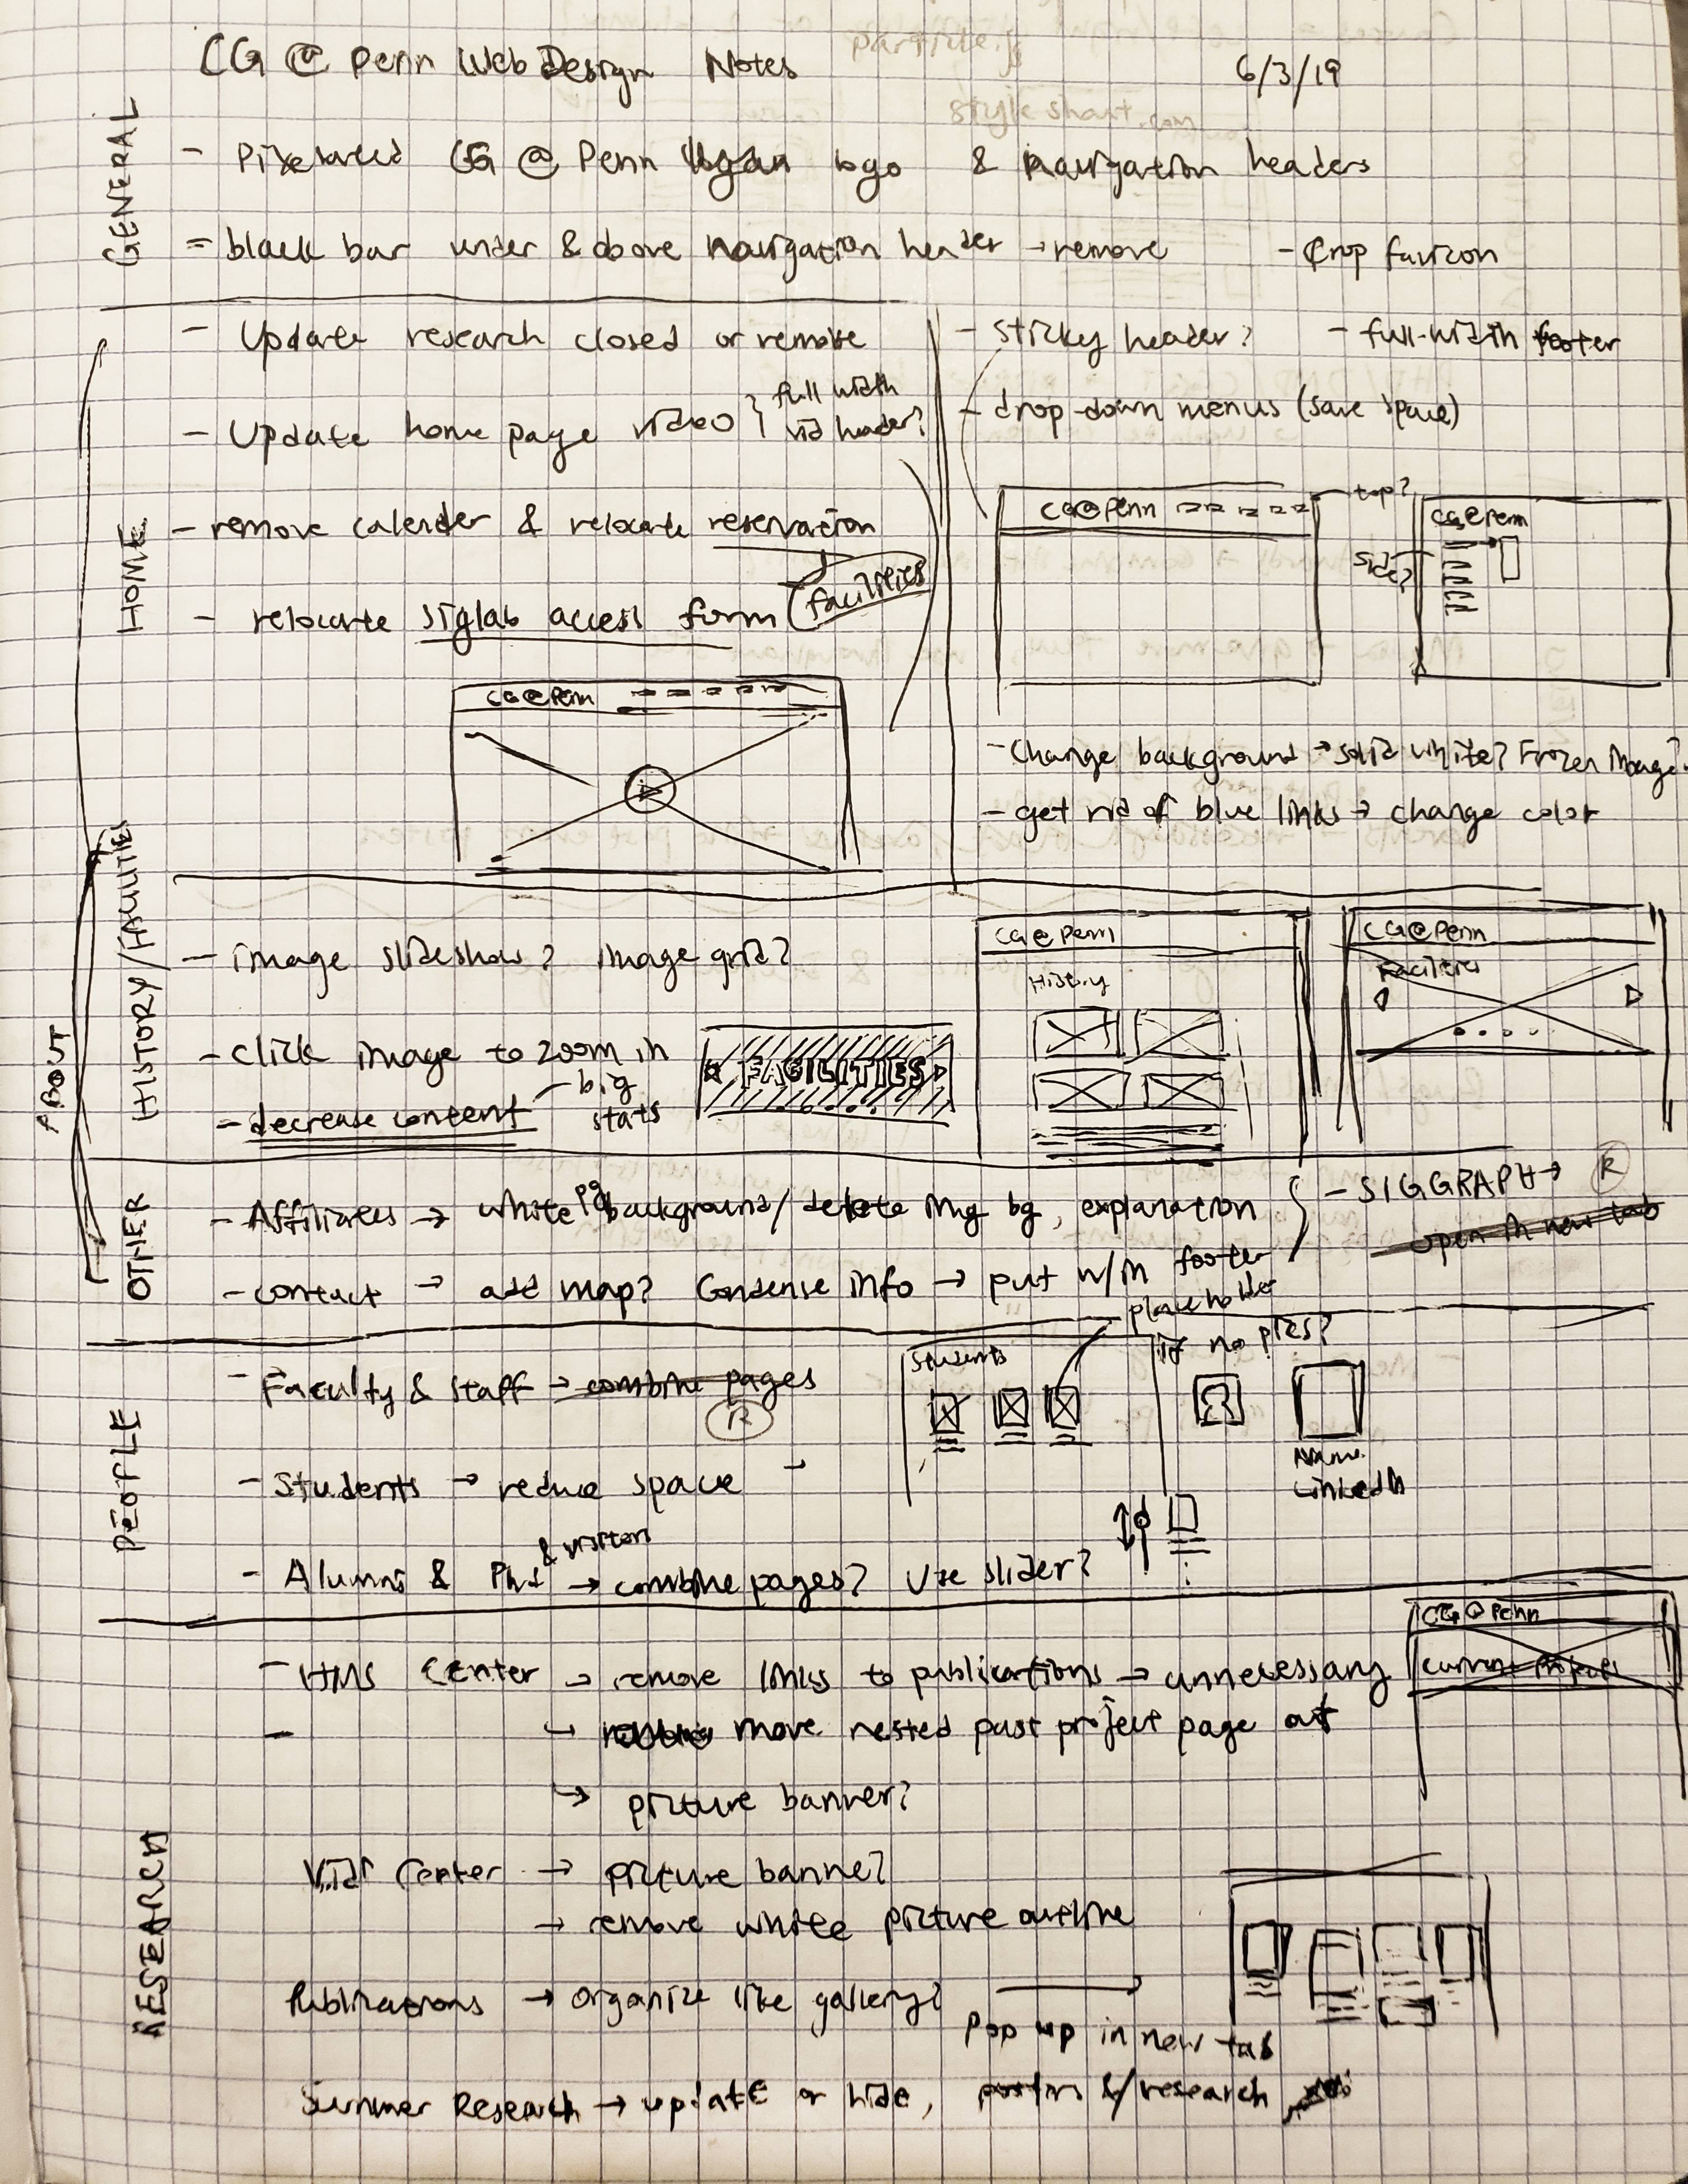 CG @ Penn Web Design Notes 6/3/19
particle.js
style shout.com
GENERAL
- Pixelated CG @ Penn logo & navigation headers
- black bar under & above navigation header → remove - Crop favicon
ABOUT
HOME
- Update research closed or remove
- Update home page video } full width vid header?
- remove calender & relocate reservation
- relocate siglab access form (facilities
CG@Penn
- sticky header? - full-width footer
- drop-down menus (save space)
CG@Penn
top?
side?
CG@Penn
- Change background → solid white? Frozen Image?
- get rid of blue links → change color
HISTORY/FACILITIES
- image slideshow? image grid?
- click image to zoom in
- decrease content - big stats
FACILITIES
CG@Penn
History
CG@Penn
Facilities
OTHER
- Affiliates → white pg background/delete img bg, explanation
- SIGGRAPH → R
open in new tab
- contact → add map? Condense info → put w/in footer
PEOPLE
- Faculty & Staff → combine pages
R
- Students → reduce space →
- Alumni & Phd & visitors → combine pages? Use slider?
Students
placeholder
if no pics?
Name
LinkedIn
RESEARCH
- HMS Center → remove links to publications → unnecessary
- → move nested past project page out
→ picture banner?
CG@Penn
current projects
ViDi Center → picture banne?
→ remove white picture outline
Publications → organize like gallery?
pop up in new tab
Summer Research → update or hide, posters &/research